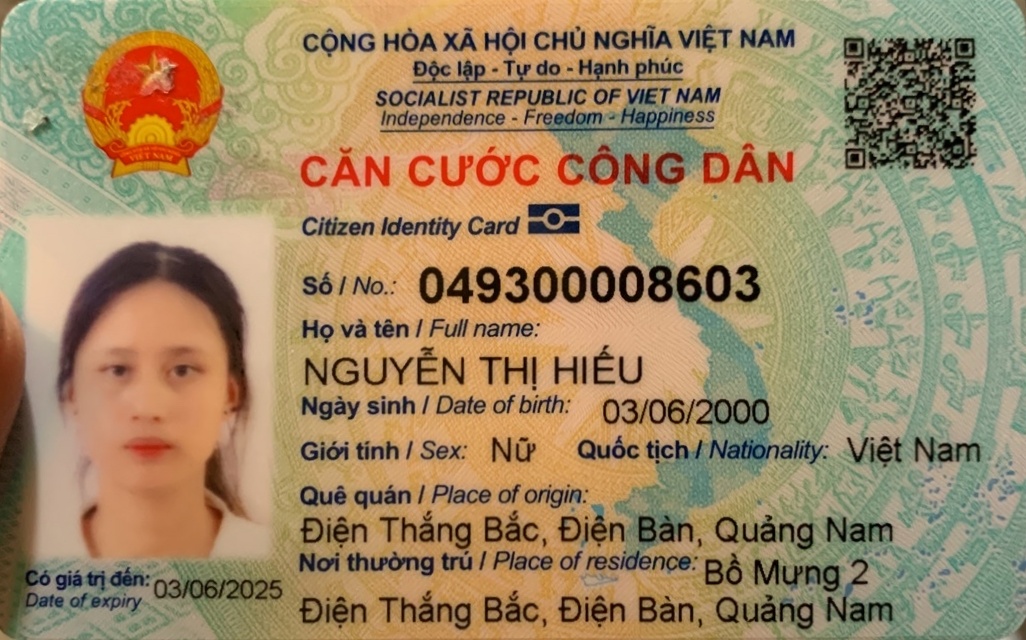 CỘNG HÒA XÃ HỘI CHỦ NGHĨA VIỆT NAM
Độc lập - Tự do - Hạnh phúc
SOCIALIST REPUBLIC OF VIET NAM
Independence - Freedom - Happiness
CĂN CƯỚC CÔNG DÂN
Citizen Identity Card
Số / No.: 049300008603
Họ và tên / Full name:
NGUYỄN THỊ HIẾU
Ngày sinh / Date of birth: 03/06/2000
Giới tính / Sex: Nữ Quốc tịch / Nationality: Việt Nam
Quê quán / Place of origin:
Điện Thắng Bắc, Điện Bàn, Quảng Nam
Nơi thường trú / Place of residence: Bồ Mưng 2
Điện Thắng Bắc, Điện Bàn, Quảng Nam
Có giá trị đến: 03/06/2025
Date of expiry
VIỆT NAM